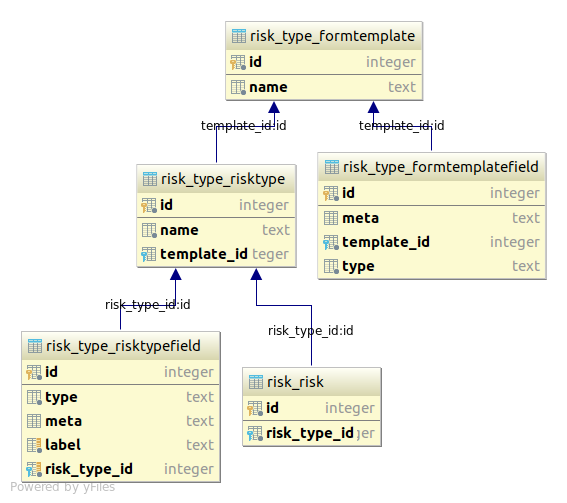 risk_type_formtemplate
id integer
name text
template_id:id
template_id:id
risk_type_risktype
id integer
name text
template_id teger
risk_type_formtemplatefield
id integer
meta text
template_id integer
type text
risk_type_id:id
risk_type_id:id
risk_type_risktypefield
id integer
type text
meta text
label text
risk_type_id integer
risk_risk
id integer
risk_type_id ger
Powered by yFiles